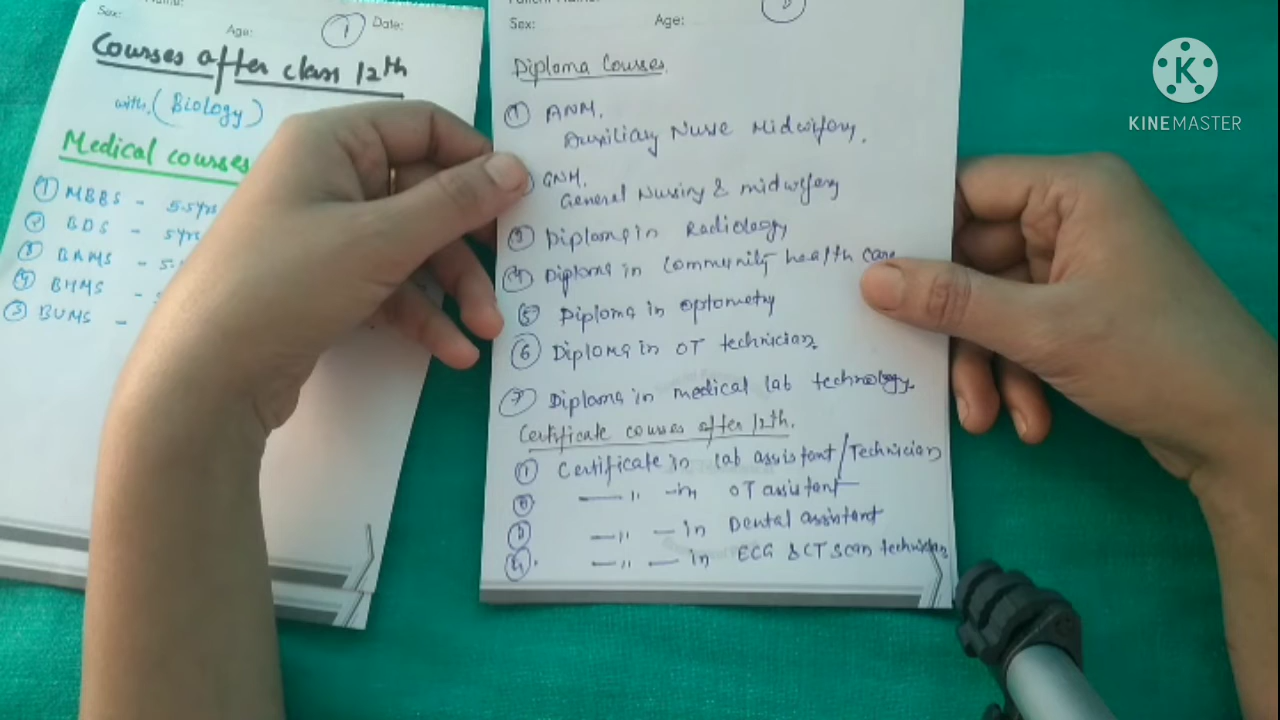 Name:
Sex:
Age:
1
Date:
Courses after class 12th
with (Biology)
Medical courses
1 MBBS - 5.5yrs
2 BDS - 5yrs
3 BAMS - 5.
4 BHMS -
5 BUMS -
Sex:
Age:
Diploma Courses
1 ANM.
Auxiliary Nurse Midwifery.
GNM.
General Nursing & midwifery
3 Diploma in Radiology
4 Diploma in Community health care
5 Diploma in optometry
6 Diploma in OT technician.
7 Diploma in medical lab technology.
Certificate courses after 12th.
1 Certificate in Lab assistant/Technician
2 —〃 — in OT assistant
3 —〃 — in Dental assistant
4. —〃 — in ECG & CT scan technician
K
KINEMASTER